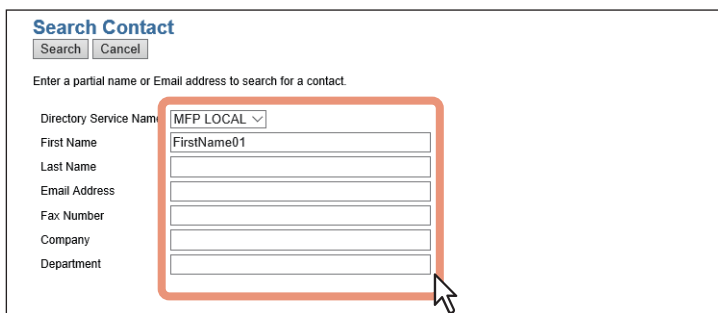 Search Contact
Search Cancel
Enter a partial name or Email address to search for a contact.
Directory Service Name MFP LOCAL
First Name FirstName01
Last Name
Email Address
Fax Number
Company
Department